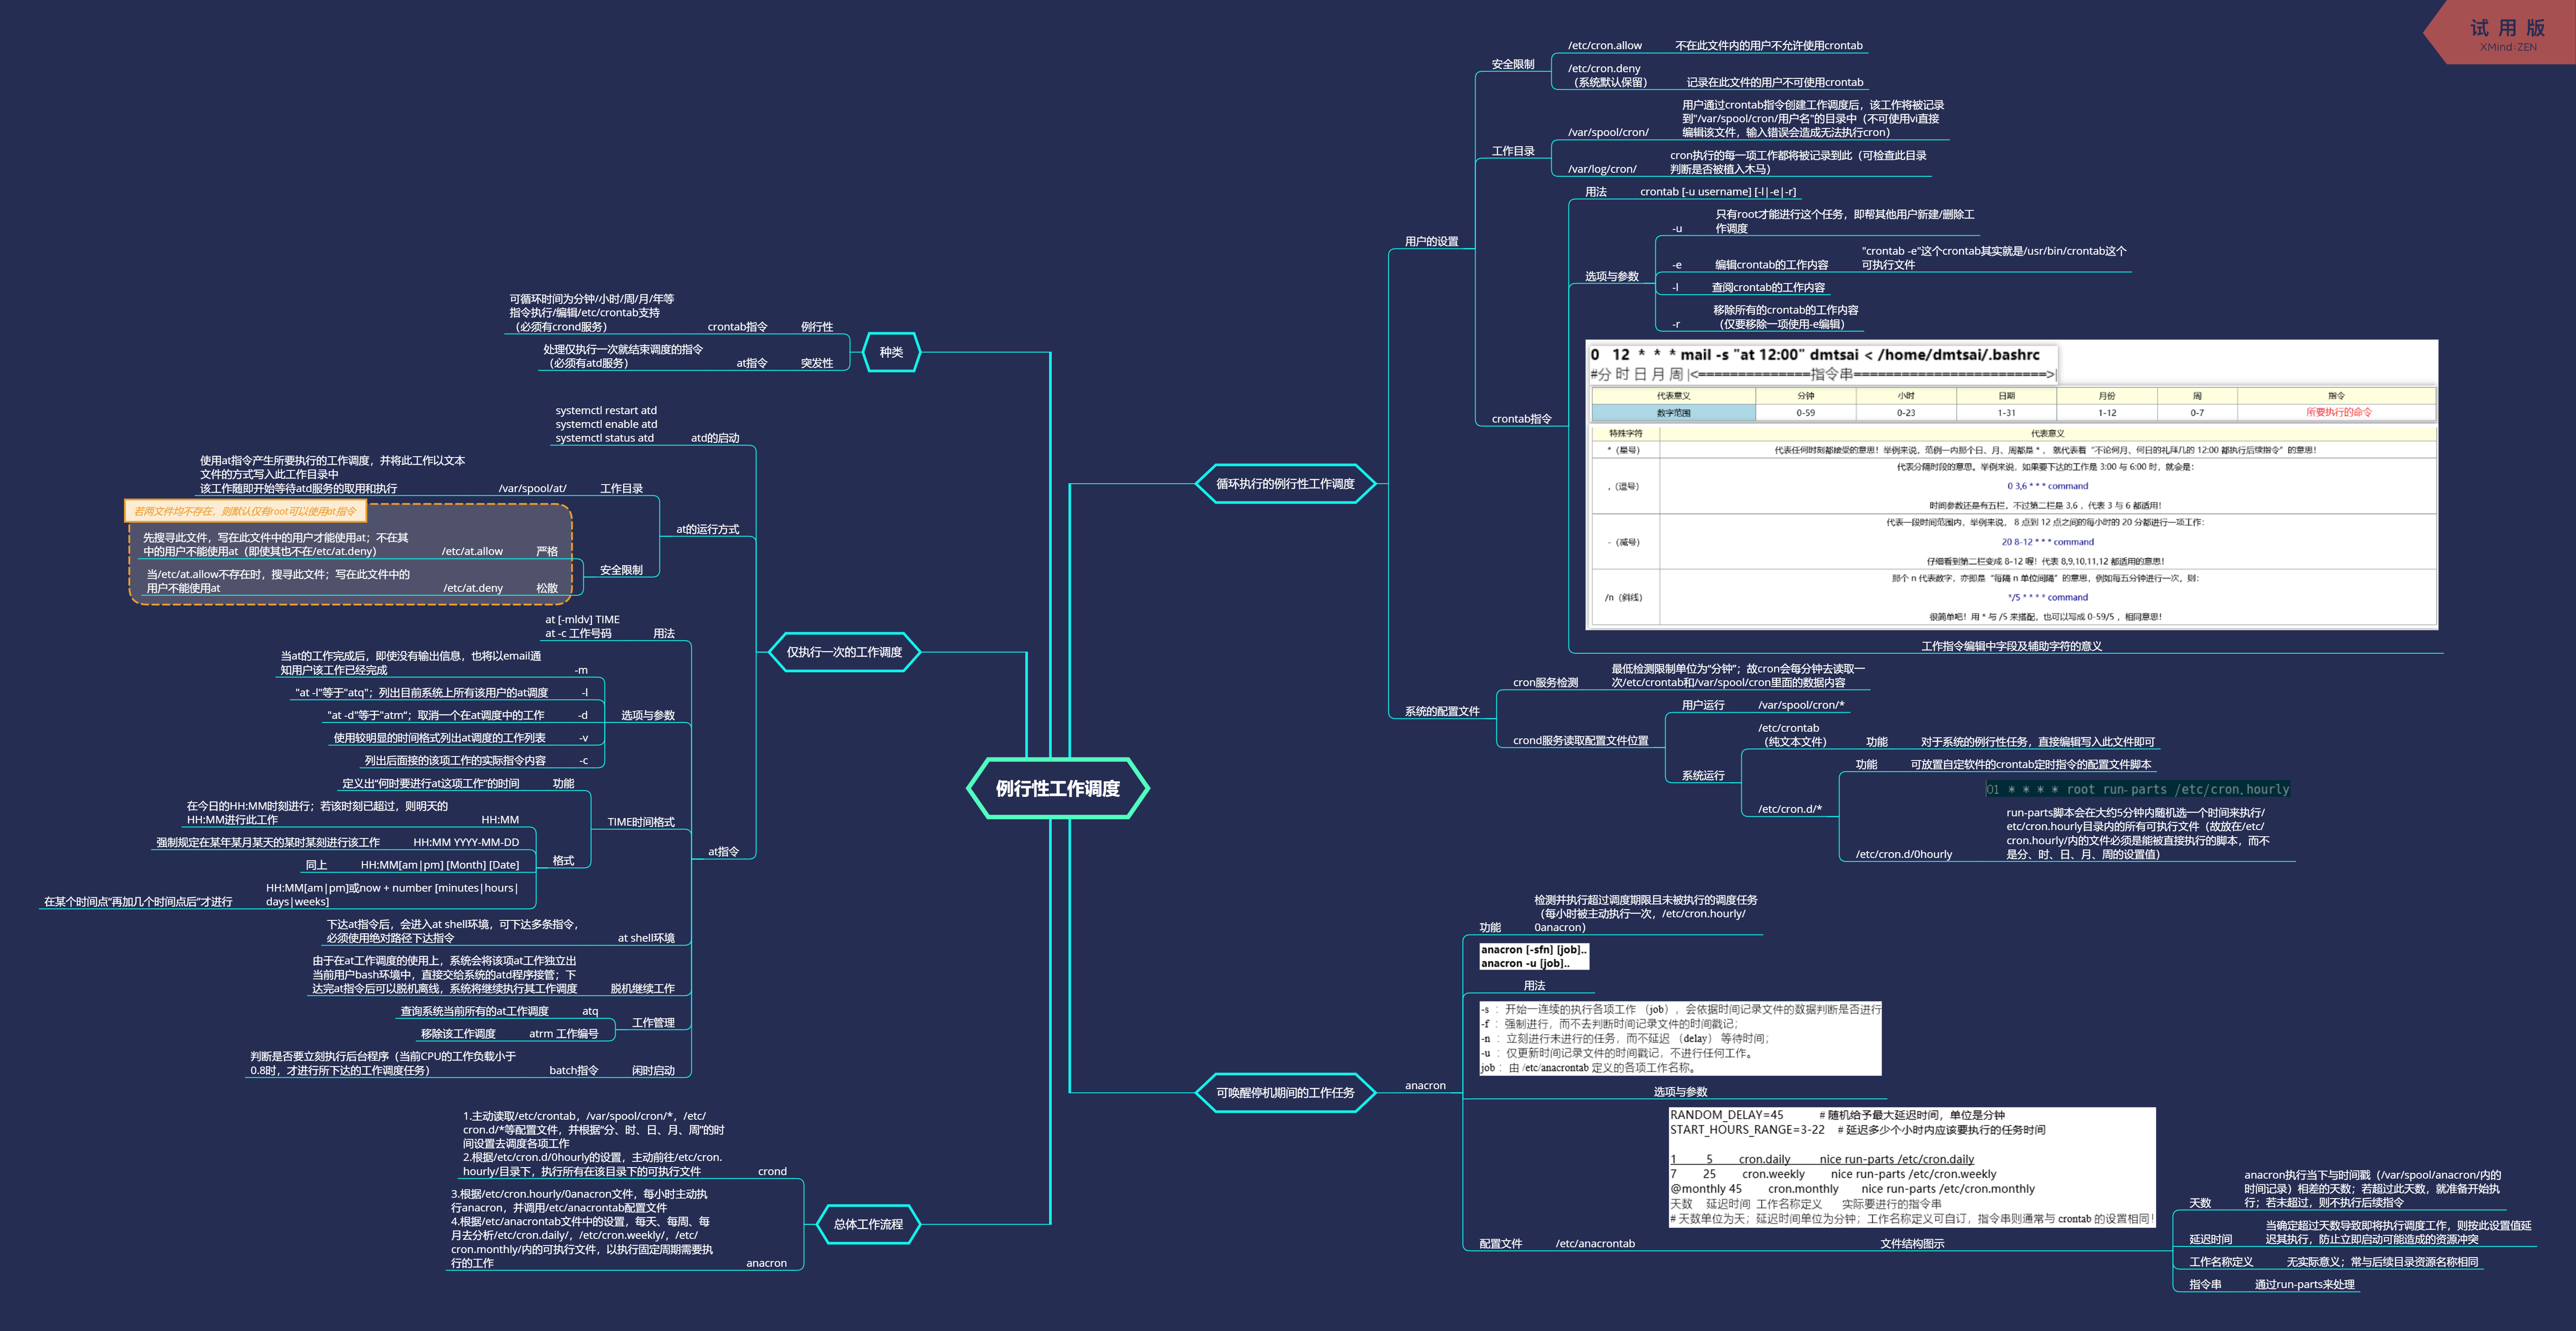 试 用 版
XMind:ZEN
例行性工作调度
种类
例行性
crontab指令
可循环时间为分钟/小时/周/月/年等
指令执行/编辑/etc/crontab支持
（必须有crond服务）
突发性
at指令
处理仅执行一次就结束调度的指令
（必须有atd服务）
仅执行一次的工作调度
atd的启动
systemctl restart atd
systemctl enable atd
systemctl status atd
at的运行方式
工作目录
/var/spool/at/
使用at指令产生所要执行的工作调度，并将此工作以文本
文件的方式写入此工作目录中
该工作随即开始等待atd服务的取用和执行
安全限制
若两文件均不存在，则默认仅有root可以使用at指令
严格
/etc/at.allow
先搜寻此文件，写在此文件中的用户才能使用at；不在其
中的用户不能使用at（即使其也不在/etc/at.deny）
松散
/etc/at.deny
当/etc/at.allow不存在时，搜寻此文件；写在此文件中的
用户不能使用at
at指令
用法
at [-mldv] TIME
at -c 工作号码
选项与参数
-m
当at的工作完成后，即使没有输出信息，也将以email通
知用户该工作已经完成
-l
"at -l"等于"atq"；列出目前系统上所有该用户的at调度
-d
"at -d"等于"atm"；取消一个在at调度中的工作
-v
使用较明显的时间格式列出at调度的工作列表
-c
列出后面接的该项工作的实际指令内容
TIME时间格式
功能
定义出“何时要进行at这项工作”的时间
格式
HH:MM
在今日的HH:MM时刻进行；若该时刻已超过，则明天的
HH:MM进行此工作
HH:MM YYYY-MM-DD
强制规定在某年某月某天的某时某刻进行该工作
HH:MM[am|pm] [Month] [Date]
同上
HH:MM[am|pm]或now + number [minutes|hours|
days|weeks]
在某个时间点“再加几个时间点后”才进行
at shell环境
下达at指令后，会进入at shell环境，可下达多条指令，
必须使用绝对路径下达指令
脱机继续工作
由于在at工作调度的使用上，系统会将该项at工作独立出
当前用户bash环境中，直接交给系统的atd程序接管；下
达完at指令后可以脱机离线，系统将继续执行其工作调度
工作管理
atq
查询系统当前所有的at工作调度
atrm 工作编号
移除该工作调度
闲时启动
batch指令
判断是否要立刻执行后台程序（当前CPU的工作负载小于
0.8时，才进行所下达的工作调度任务）
总体工作流程
crond
1.主动读取/etc/crontab，/var/spool/cron/*，/etc/
cron.d/*等配置文件，并根据“分、时、日、月、周”的时
间设置去调度各项工作
2.根据/etc/cron.d/0hourly的设置，主动前往/etc/cron.
hourly/目录下，执行所有在该目录下的可执行文件
anacron
3.根据/etc/cron.hourly/0anacron文件，每小时主动执
行anacron，并调用/etc/anacrontab配置文件
4.根据/etc/anacrontab文件中的设置，每天、每周、每
月去分析/etc/cron.daily/，/etc/cron.weekly/，/etc/
cron.monthly/内的可执行文件，以执行固定周期需要执
行的工作
循环执行的例行性工作调度
用户的设置
安全限制
/etc/cron.allow
不在此文件内的用户不允许使用crontab
/etc/cron.deny
（系统默认保留）
记录在此文件的用户不可使用crontab
工作目录
/var/spool/cron/
用户通过crontab指令创建工作调度后，该工作将被记录
到"/var/spool/cron/用户名"的目录中（不可使用vi直接
编辑该文件，输入错误会造成无法执行cron）
/var/log/cron/
cron执行的每一项工作都将被记录到此（可检查此目录
判断是否被植入木马）
crontab指令
用法
crontab [-u username] [-l|-e|-r]
选项与参数
-u
只有root才能进行这个任务，即帮其他用户新建/删除工
作调度
-e
编辑crontab的工作内容
"crontab -e"这个crontab其实就是/usr/bin/crontab这个
可执行文件
-l
查阅crontab的工作内容
-r
移除所有的crontab的工作内容
（仅要移除一项使用-e编辑）
0 12 * * * mail -s "at 12:00" dmtsai < /home/dmtsai/.bashrc
#分 时 日 月 周 |<==============指令串========================>|
代表意义 分钟 小时 日期 月份 周 指令
数字范围 0-59 0-23 1-31 1-12 0-7 所要执行的命令
特殊字符 代表意义
*（星号） 代表任何时刻都接受的意思！举例来说，范例一内那个日、月、周都是 * ， 就代表着“不论何月、何日的礼拜几的 12:00 都执行后续指令”的意思！
,（逗号）
代表分隔时段的意思。举例来说，如果要下达的工作是 3:00 与 6:00 时，就会是：
0 3,6 * * * command
时间参数还是有五栏，不过第二栏是 3,6 ，代表 3 与 6 都适用！
-（减号）
代表一段时间范围内，举例来说， 8 点到 12 点之间的每小时的 20 分都进行一项工作：
20 8-12 * * * command
仔细看到第二栏变成 8-12 喔！代表 8,9,10,11,12 都适用的意思！
/n（斜线）
那个 n 代表数字，亦即是“每隔 n 单位间隔”的意思，例如每五分钟进行一次，则：
*/5 * * * * command
很简单吧！用 * 与 /5 来搭配，也可以写成 0-59/5 ，相同意思！
工作指令编辑中字段及辅助字符的意义
系统的配置文件
cron服务检测
最低检测限制单位为“分钟”；故cron会每分钟去读取一
次/etc/crontab和/var/spool/cron里面的数据内容
crond服务读取配置文件位置
用户运行
/var/spool/cron/*
系统运行
/etc/crontab
（纯文本文件）
功能
对于系统的例行性任务，直接编辑写入此文件即可
/etc/cron.d/*
功能
可放置自定软件的crontab定时指令的配置文件脚本
01 * * * * root run-parts /etc/cron.hourly
/etc/cron.d/0hourly
run-parts脚本会在大约5分钟内随机选一个时间来执行/
etc/cron.hourly目录内的所有可执行文件（故放在/etc/
cron.hourly/内的文件必须是能被直接执行的脚本，而不
是分、时、日、月、周的设置值）
可唤醒停机期间的工作任务
anacron
功能
检测并执行超过调度期限且未被执行的调度任务
（每小时被主动执行一次，/etc/cron.hourly/
0anacron）
anacron [-sfn] [job]..
anacron -u [job]..
用法
-s ：开始一连续的执行各项工作 （job），会依据时间记录文件的数据判断是否进行
-f ：强制进行，而不去判断时间记录文件的时间戳记；
-n ：立刻进行未进行的任务，而不延迟 （delay） 等待时间；
-u ：仅更新时间记录文件的时间戳记，不进行任何工作。
job ：由 /etc/anacrontab 定义的各项工作名称。
选项与参数
RANDOM_DELAY=45 # 随机给予最大延迟时间，单位是分钟
START_HOURS_RANGE=3-22 # 延迟多少个小时内应该要执行的任务时间
1 5 cron.daily nice run-parts /etc/cron.daily
7 25 cron.weekly nice run-parts /etc/cron.weekly
@monthly 45 cron.monthly nice run-parts /etc/cron.monthly
天数 延迟时间 工作名称定义 实际要进行的指令串
# 天数单位为天；延迟时间单位为分钟；工作名称定义可自订，指令串则通常与 crontab 的设置相同！
配置文件
/etc/anacrontab
文件结构图示
天数
anacron执行当下与时间戳（/var/spool/anacron/内的
时间记录）相差的天数；若超过此天数，就准备开始执
行；若未超过，则不执行后续指令
延迟时间
当确定超过天数导致即将执行调度工作，则按此设置值延
迟其执行，防止立即启动可能造成的资源冲突
工作名称定义
无实际意义；常与后续目录资源名称相同
指令串
通过run-parts来处理